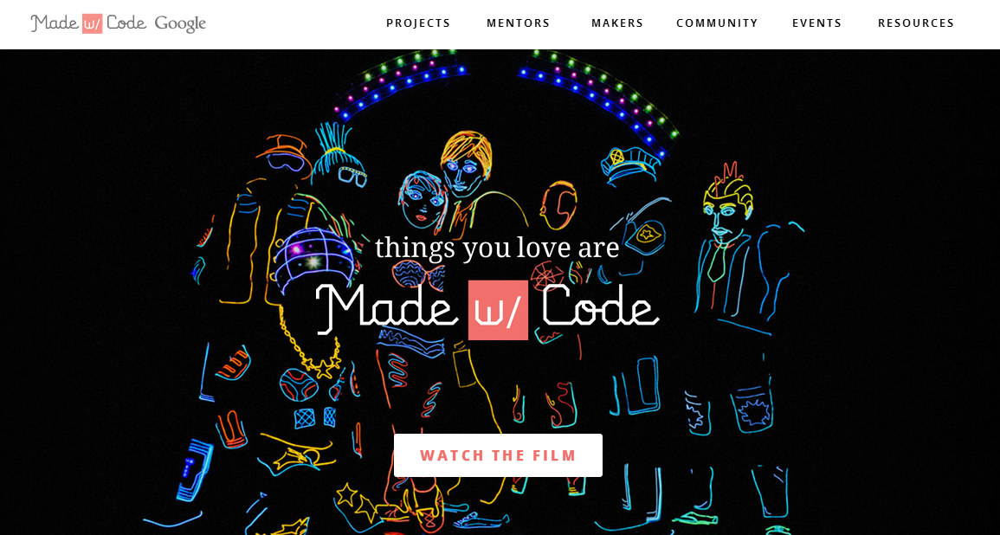 Made w/ Code Google
PROJECTS MENTORS MAKERS COMMUNITY EVENTS RESOURCES
things you love are
Made w/ Code
WATCH THE FILM